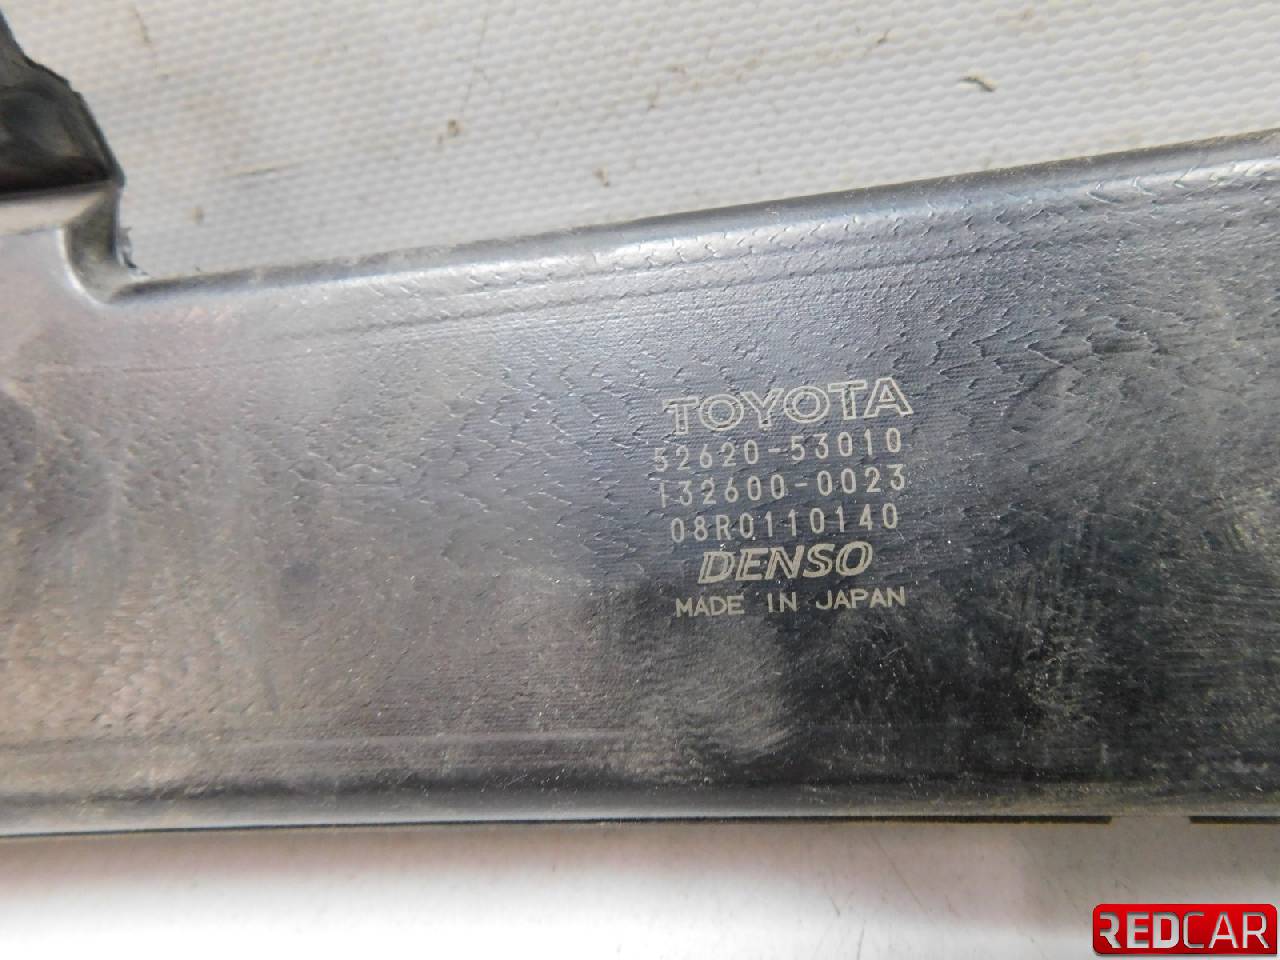 TOYOTA
52620-53010
132600-0023
08R0110140
DENSO
MADE IN JAPAN
REDCAR